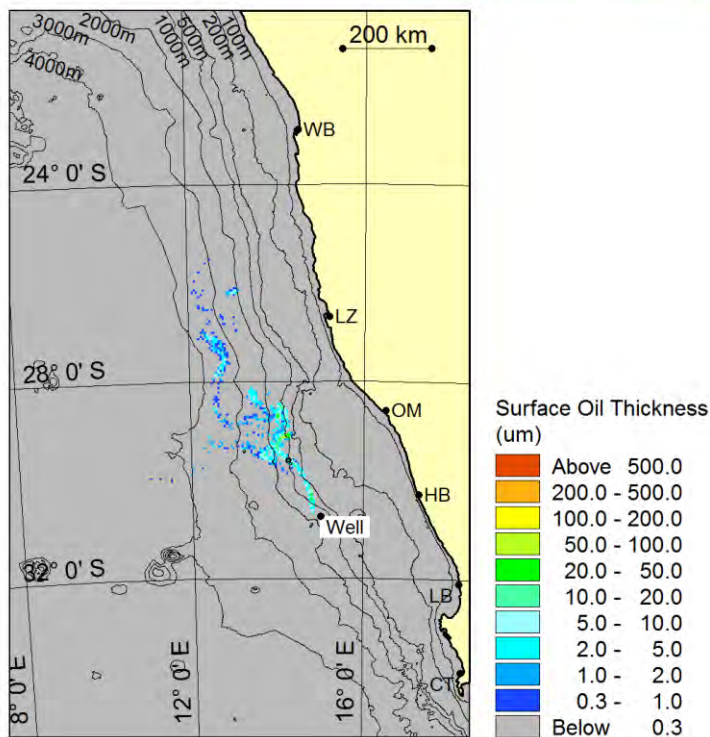 3000m
2000m
1000m
500m
200m
100m
4000m
200 km
WB
24° 0' S
LZ
28° 0' S
OM
HB
Well
32° 0' S
LB
CT
8° 0' E
12° 0' E
16° 0' E
Surface Oil Thickness
(um)
Above 500.0
200.0 - 500.0
100.0 - 200.0
50.0 - 100.0
20.0 - 50.0
10.0 - 20.0
5.0 - 10.0
2.0 - 5.0
1.0 - 2.0
0.3 - 1.0
Below 0.3